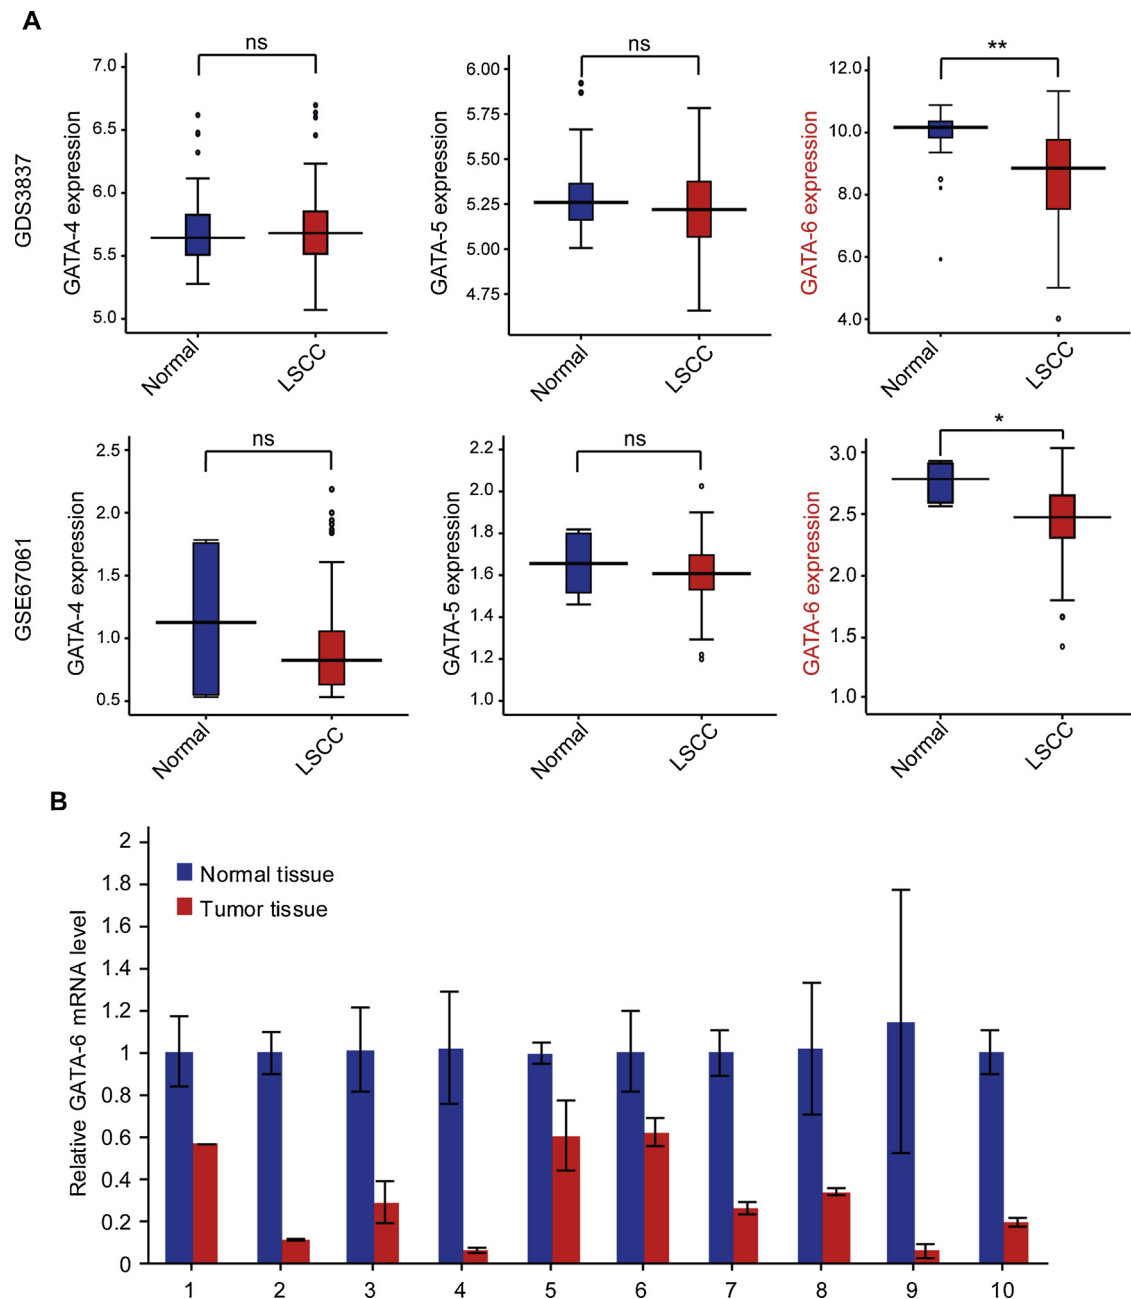 A
ns
ns
**
7.0
6.5
6.0
5.5
5.0
GATA-4 expression
GDS3837
Normal
LSCC
6.00
5.75
5.50
5.25
5.00
4.75
GATA-5 expression
Normal
LSCC
12.0
10.0
8.0
6.0
4.0
GATA-6 expression
Normal
LSCC
ns
ns
*
2.5
2.0
1.5
1.0
0.5
GATA-4 expression
GSE67061
Normal
LSCC
2.2
2.0
1.8
1.6
1.4
1.2
1.0
GATA-5 expression
Normal
LSCC
3.0
2.5
2.0
1.5
1.0
GATA-6 expression
Normal
LSCC
B
Normal tissue
Tumor tissue
2
1.8
1.6
1.4
1.2
1
0.8
0.6
0.4
0.2
0
Relative GATA-6 mRNA level
1 2 3 4 5 6 7 8 9 10